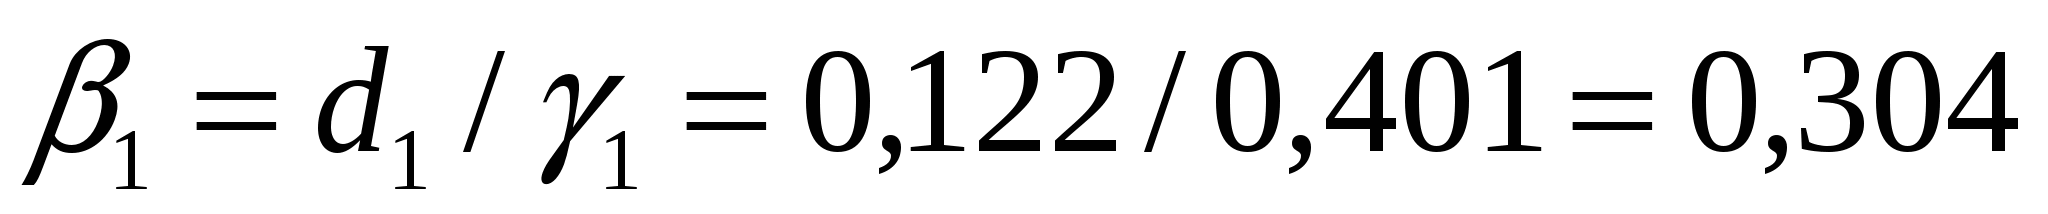 β₁ = d₁ / γ₁ = 0,122 / 0,401 = 0,304